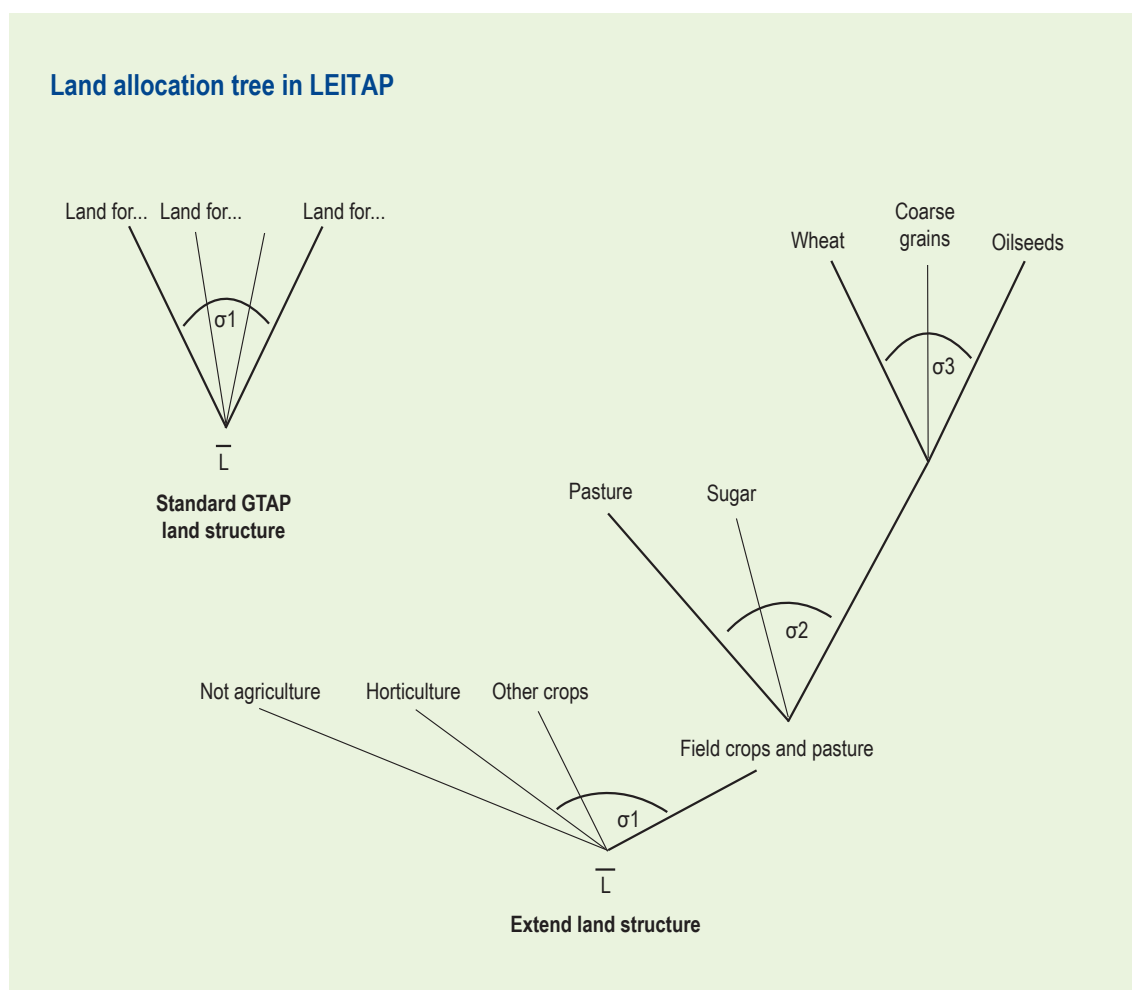 Land allocation tree in LEITAP
Land for... Land for... Land for...
σ1
L
Standard GTAP
land structure
Coarse
grains
Wheat
Oilseeds
σ3
Pasture
Sugar
σ2
Field crops and pasture
Not agriculture
Horticulture
Other crops
σ1
L
Extend land structure